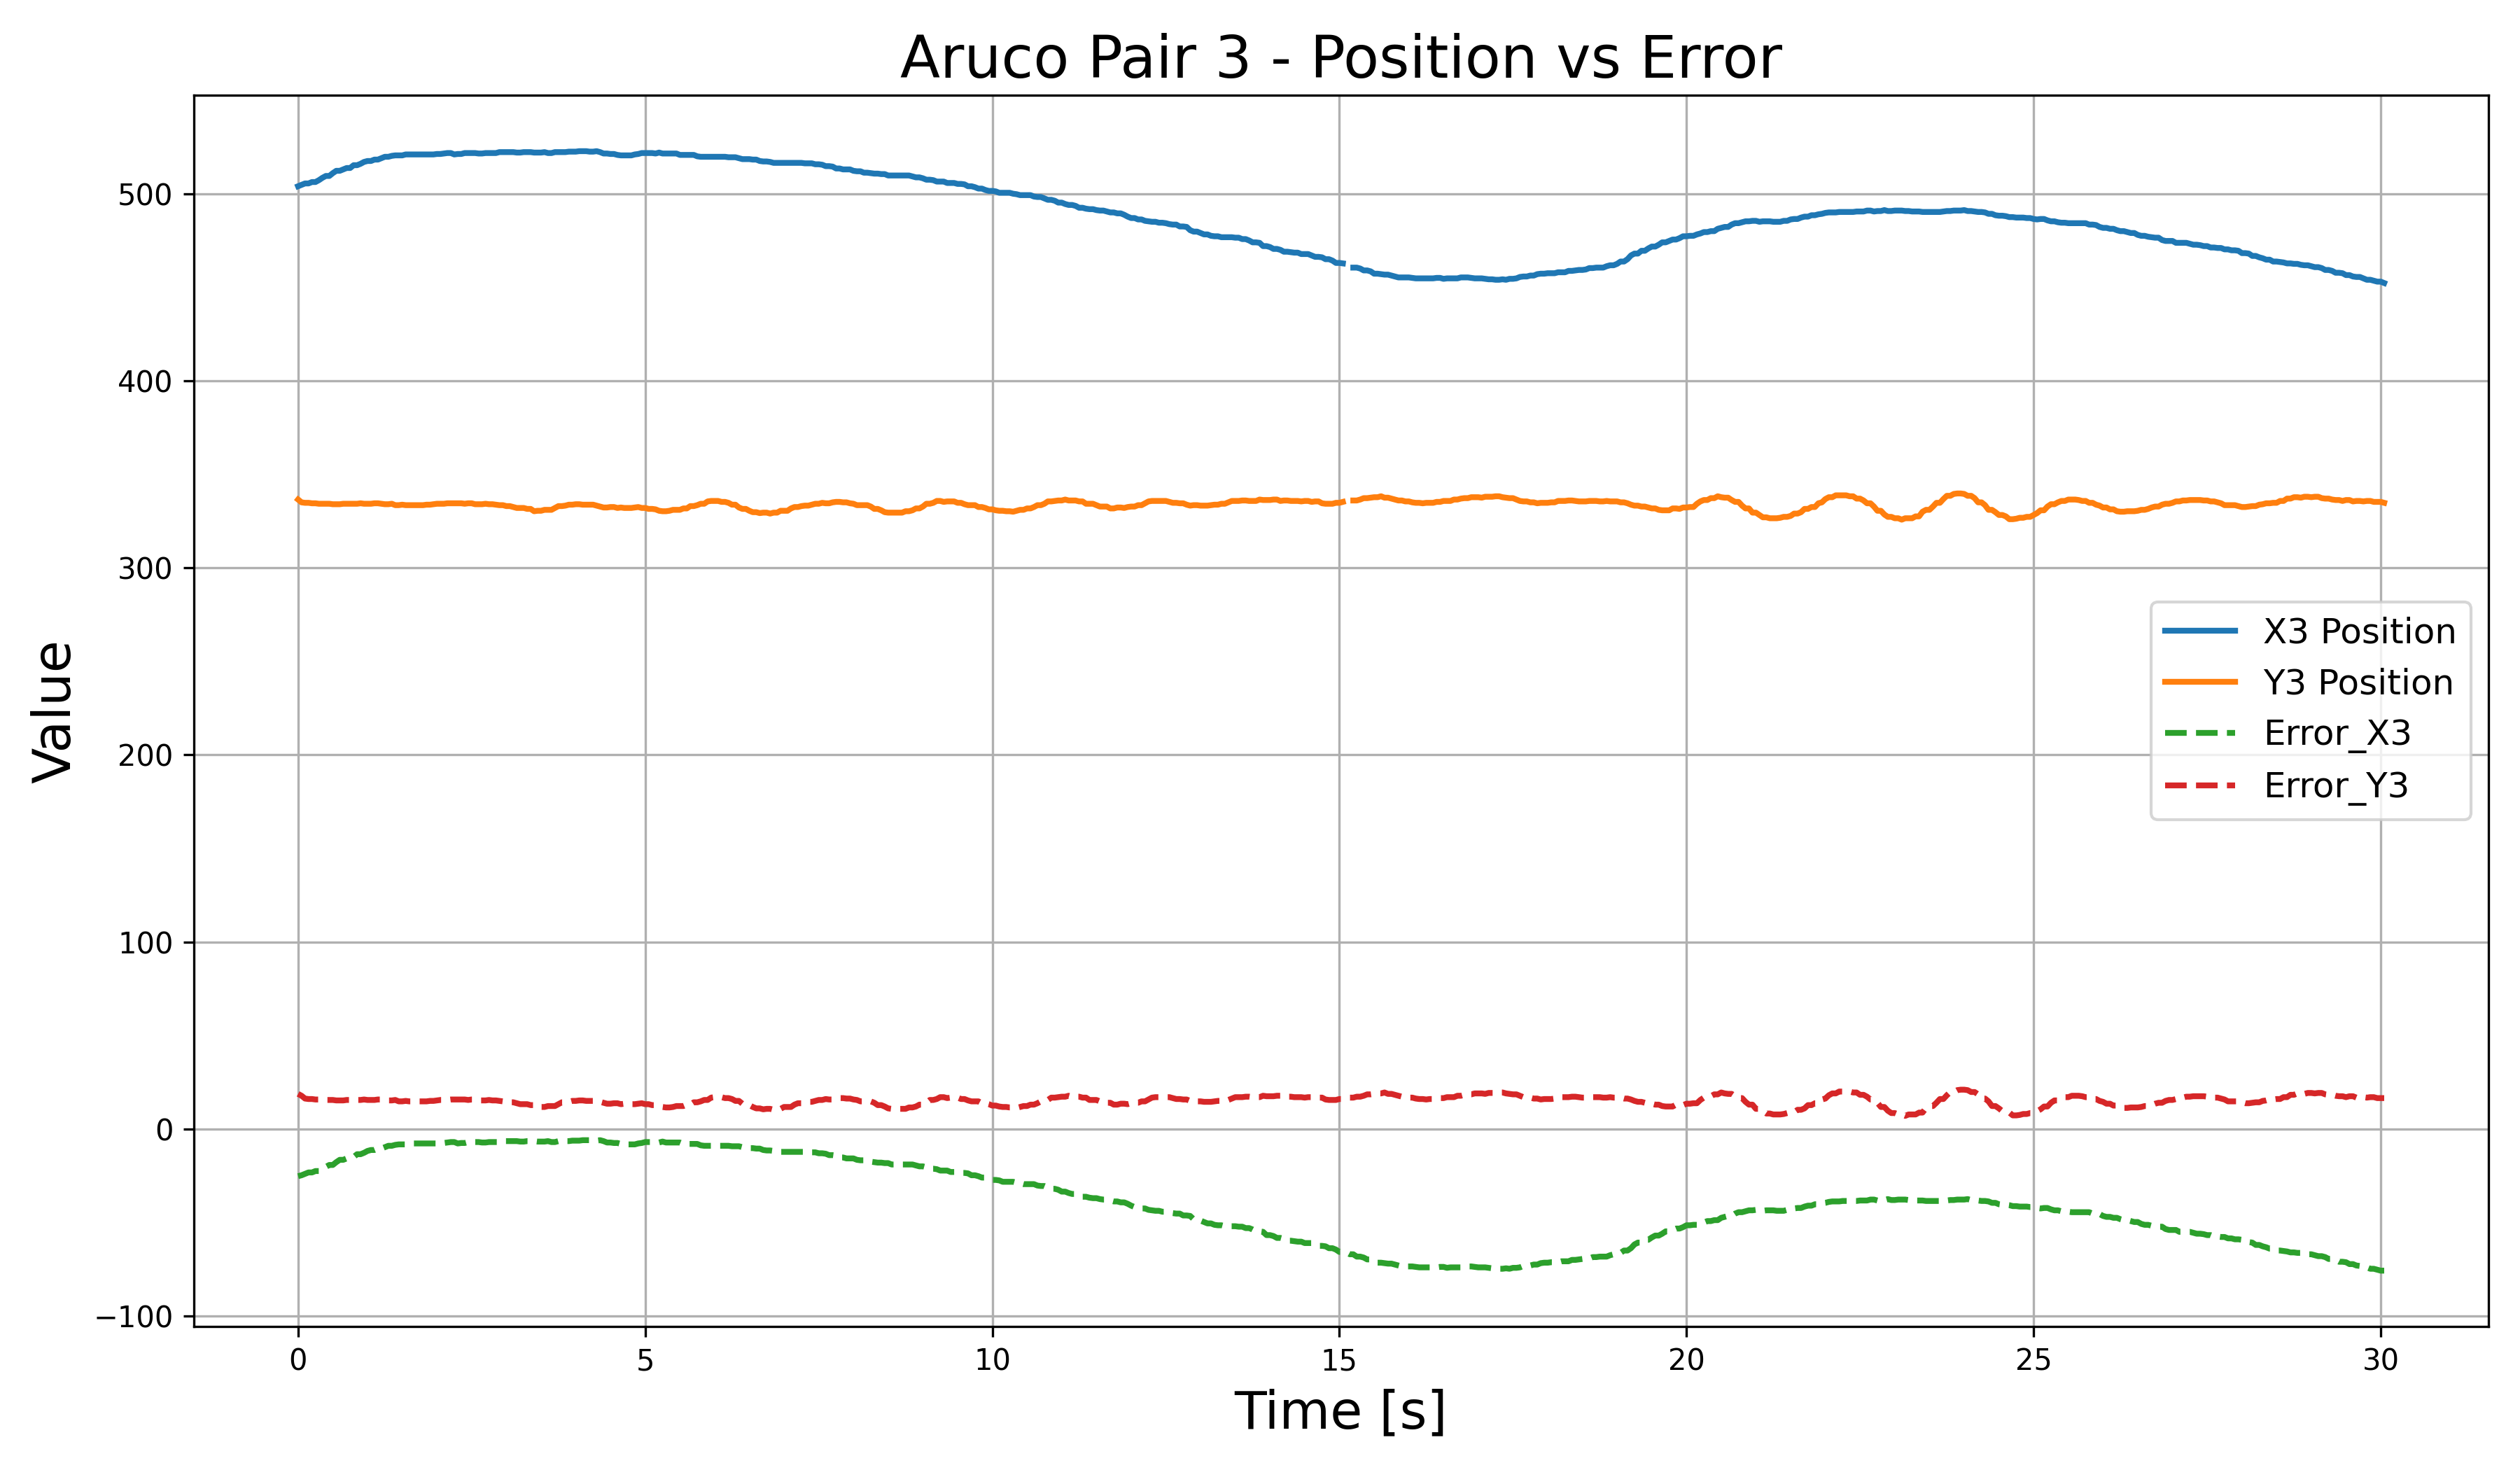 Aruco Pair 3 - Position vs Error
Value
500
400
300
200
100
0
−100
X3 Position
Y3 Position
Error_X3
Error_Y3
0 5 10 15 20 25 30
Time [s]